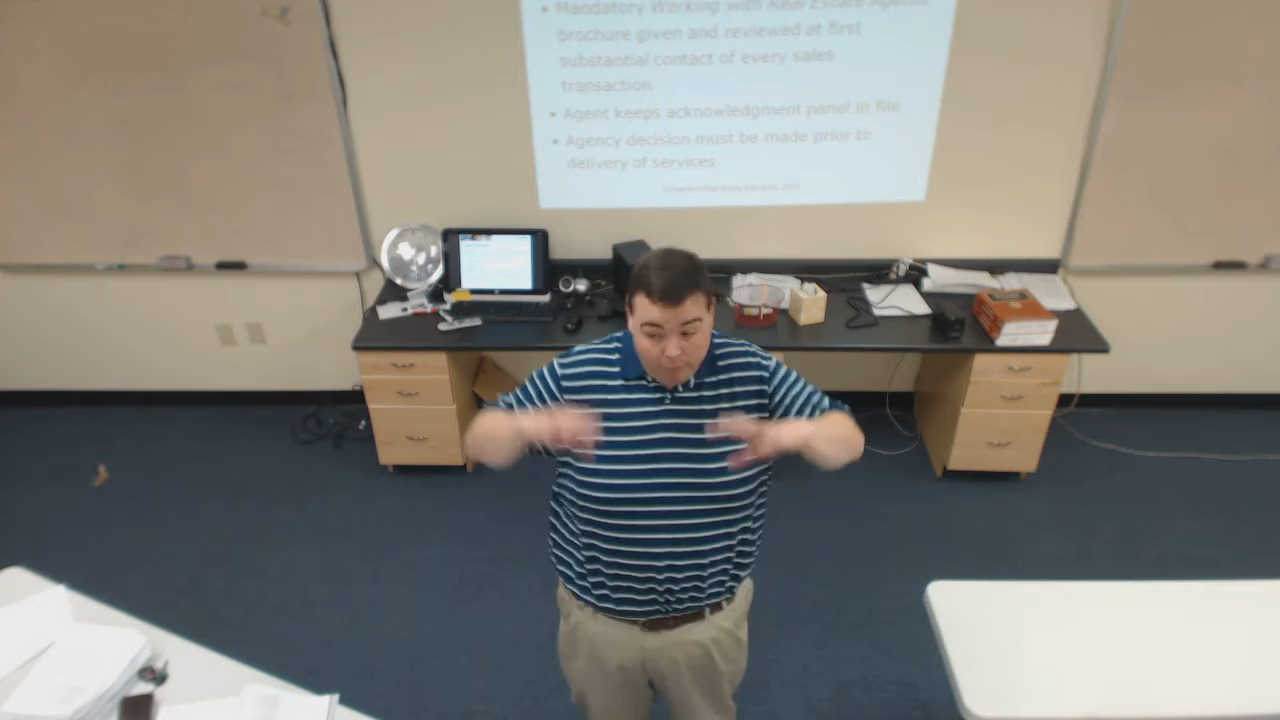 • Mandatory Working with Real Estate Agents
brochure given and reviewed at first
substantial contact of every sales
transaction
• Agent keeps acknowledgment panel in file
• Agency decision must be made prior to
delivery of services